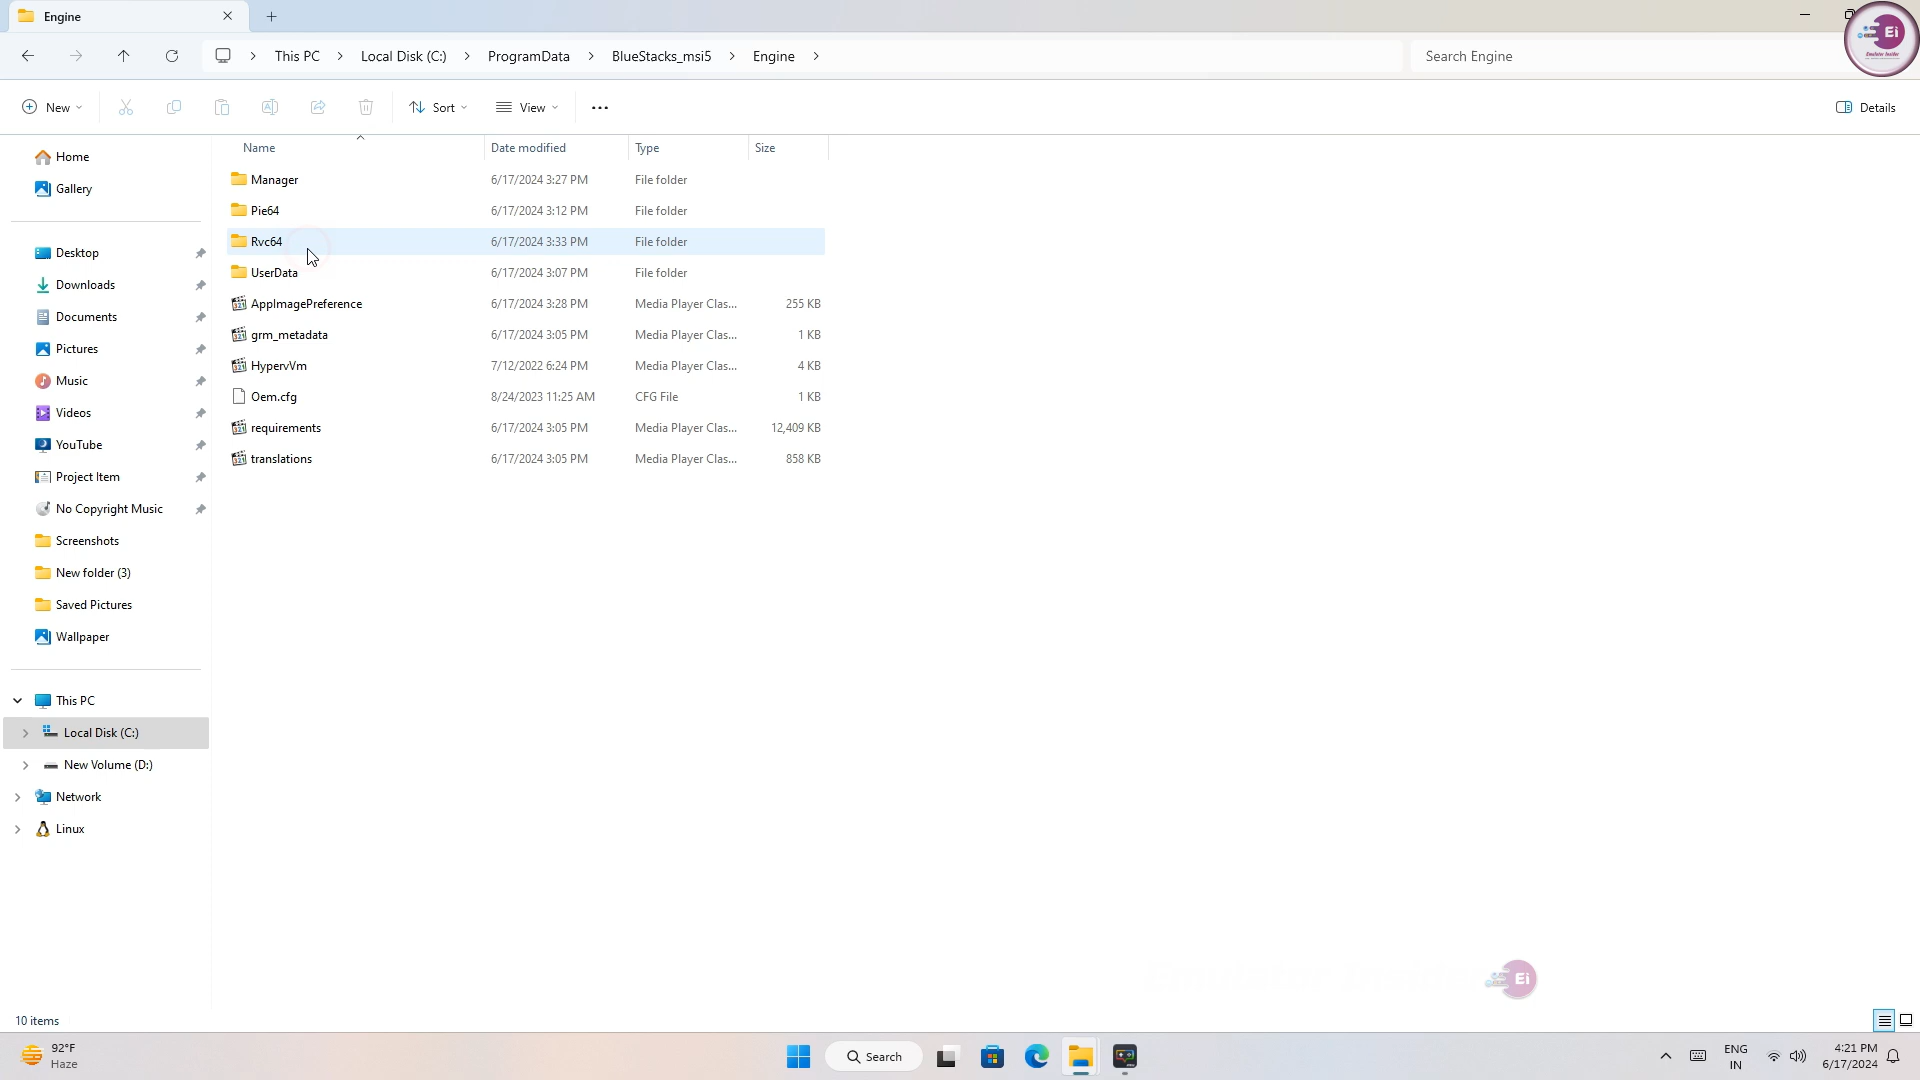 Engine
This PC
Local Disk (C:)
ProgramData
BlueStacks_msi5
Engine
Search Engine
Ei
Emulator Insider
New
Sort
View
Details
Name Date modified Type Size
Manager 6/17/2024 3:27 PM File folder
Pie64 6/17/2024 3:12 PM File folder
Rvc64 6/17/2024 3:33 PM File folder
UserData 6/17/2024 3:07 PM File folder
AppImagePreference 6/17/2024 3:28 PM Media Player Clas... 255 KB
grm_metadata 6/17/2024 3:05 PM Media Player Clas... 1 KB
HypervVm 7/12/2022 6:24 PM Media Player Clas... 4 KB
Oem.cfg 8/24/2023 11:25 AM CFG File 1 KB
requirements 6/17/2024 3:05 PM Media Player Clas... 12,409 KB
translations 6/17/2024 3:05 PM Media Player Clas... 858 KB
Home
Gallery
Desktop
Downloads
Documents
Pictures
Music
Videos
YouTube
Project Item
No Copyright Music
Screenshots
New folder (3)
Saved Pictures
Wallpaper
This PC
Local Disk (C:)
New Volume (D:)
Network
Linux
Ei
10 items
92°F
Haze
Search
ENG
IN
4:21 PM
6/17/2024